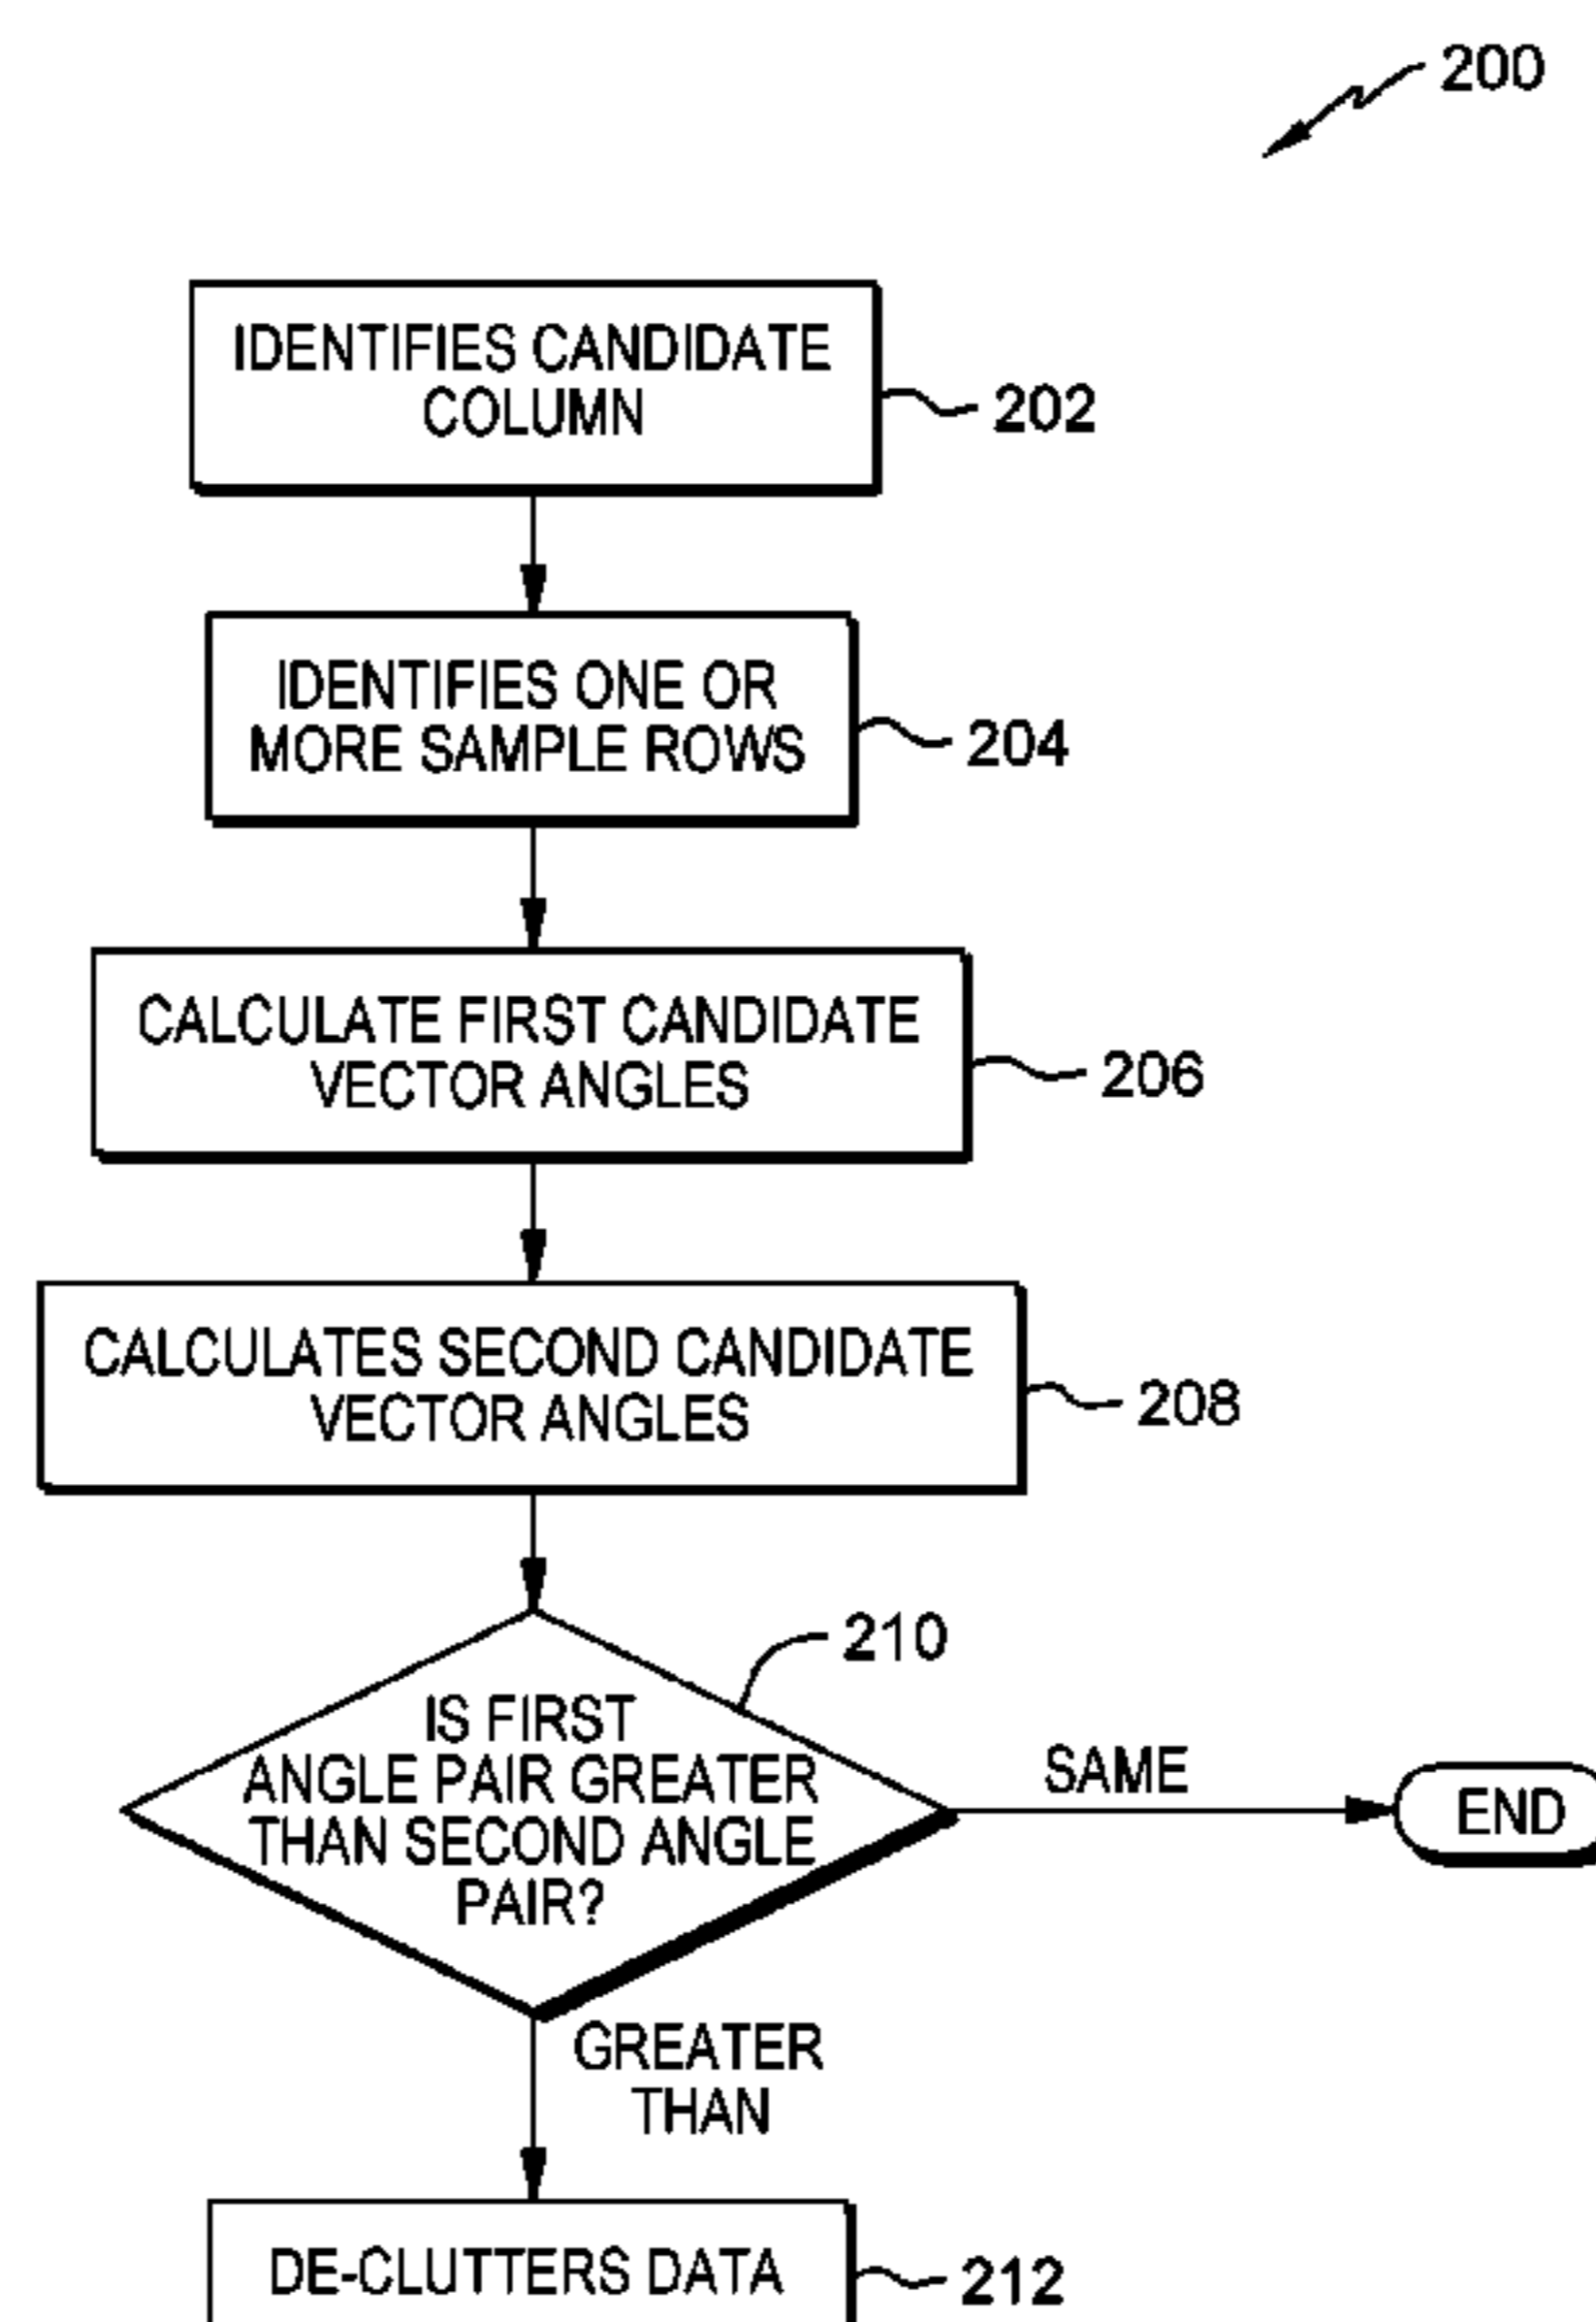 200
IDENTIFIES CANDIDATE
COLUMN
202
IDENTIFIES ONE OR
MORE SAMPLE ROWS
204
CALCULATE FIRST CANDIDATE
VECTOR ANGLES
206
CALCULATES SECOND CANDIDATE
VECTOR ANGLES
208
210
IS FIRST
ANGLE PAIR GREATER
THAN SECOND ANGLE
PAIR?
SAME
END
GREATER
THAN
DE-CLUTTERS DATA
212